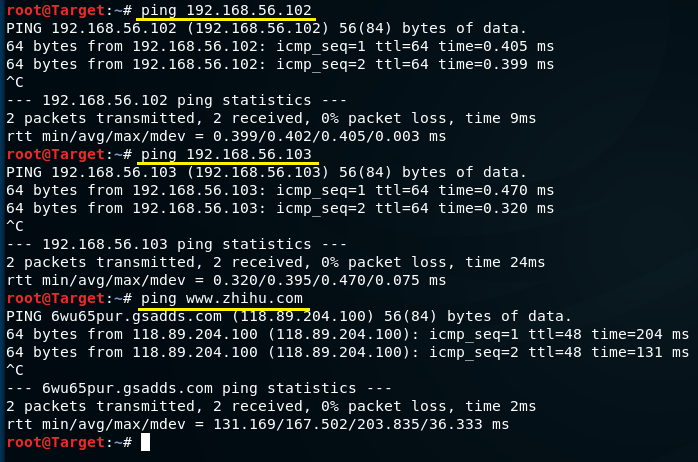 root@Target:~# ping 192.168.56.102
PING 192.168.56.102 (192.168.56.102) 56(84) bytes of data.
64 bytes from 192.168.56.102: icmp_seq=1 ttl=64 time=0.405 ms
64 bytes from 192.168.56.102: icmp_seq=2 ttl=64 time=0.399 ms
^C
--- 192.168.56.102 ping statistics ---
2 packets transmitted, 2 received, 0% packet loss, time 9ms
rtt min/avg/max/mdev = 0.399/0.402/0.405/0.003 ms
root@Target:~# ping 192.168.56.103
PING 192.168.56.103 (192.168.56.103) 56(84) bytes of data.
64 bytes from 192.168.56.103: icmp_seq=1 ttl=64 time=0.470 ms
64 bytes from 192.168.56.103: icmp_seq=2 ttl=64 time=0.320 ms
^C
--- 192.168.56.103 ping statistics ---
2 packets transmitted, 2 received, 0% packet loss, time 24ms
rtt min/avg/max/mdev = 0.320/0.395/0.470/0.075 ms
root@Target:~# ping www.zhihu.com
PING 6wu65pur.gsadds.com (118.89.204.100) 56(84) bytes of data.
64 bytes from 118.89.204.100 (118.89.204.100): icmp_seq=1 ttl=48 time=204 ms
64 bytes from 118.89.204.100 (118.89.204.100): icmp_seq=2 ttl=48 time=131 ms
^C
--- 6wu65pur.gsadds.com ping statistics ---
2 packets transmitted, 2 received, 0% packet loss, time 2ms
rtt min/avg/max/mdev = 131.169/167.502/203.835/36.333 ms
root@Target:~#